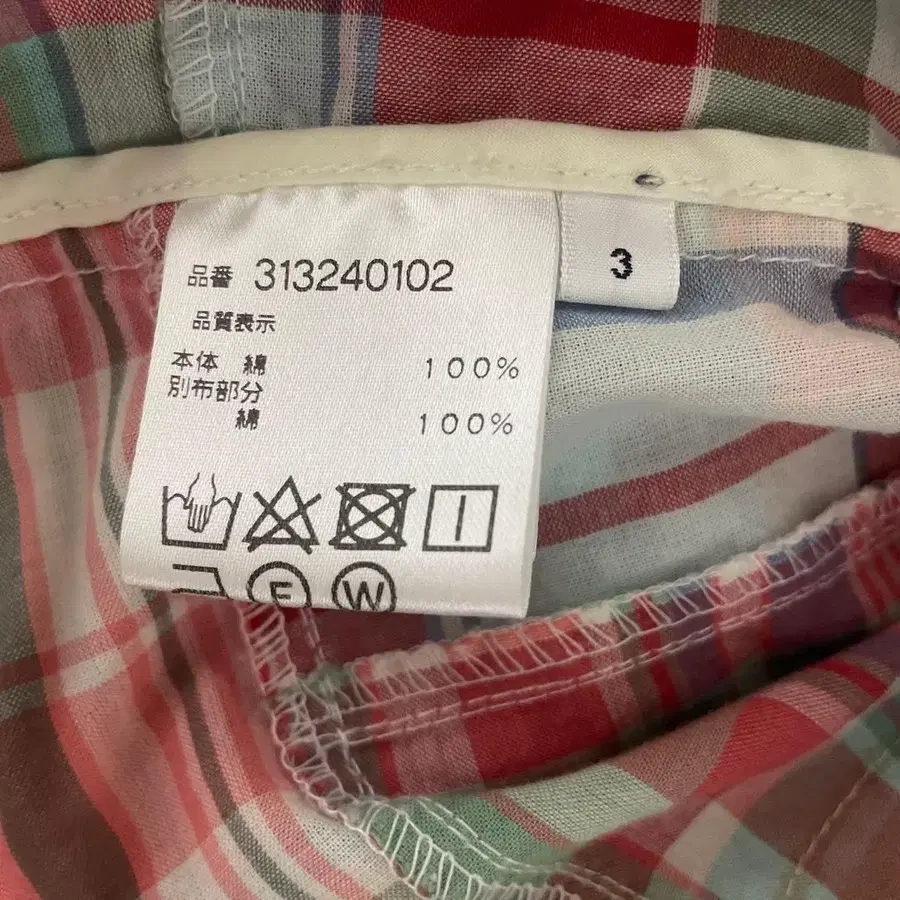 品番 313240102
3
品質表示
本体 綿 100%
別布部分
綿 100%
F W